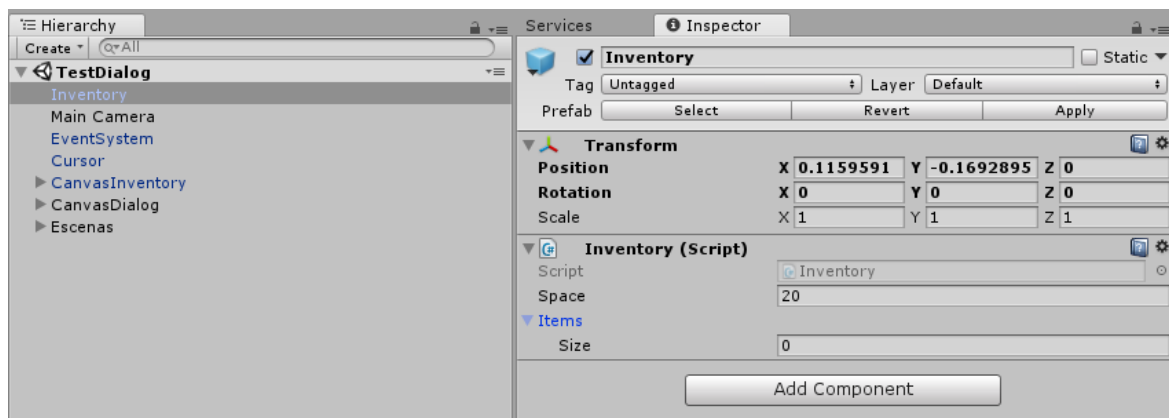 Hierarchy
Create All
TestDialog
Inventory
Main Camera
EventSystem
Cursor
CanvasInventory
CanvasDialog
Escenas
Services Inspector
Inventory Static
Tag Untagged Layer Default
Prefab Select Revert Apply
Transform
Position X 0.1159591 Y -0.1692895 Z 0
Rotation X 0 Y 0 Z 0
Scale X 1 Y 1 Z 1
Inventory (Script)
Script Inventory
Space 20
Items
Size 0
Add Component